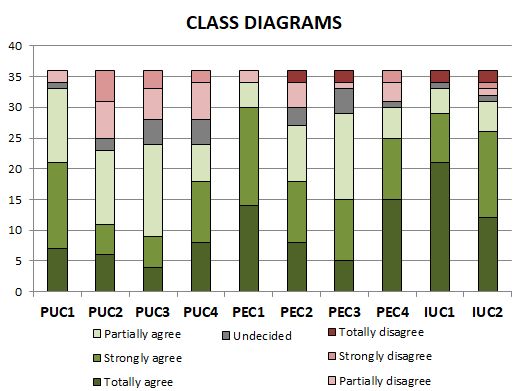 CLASS DIAGRAMS
40
35
30
25
20
15
10
5
0
PUC1 PUC2 PUC3 PUC4 PEC1 PEC2 PEC3 PEC4 IUC1 IUC2
Partially agree Undecided Totally disagree
Strongly agree Strongly disagree
Totally agree Partially disagree